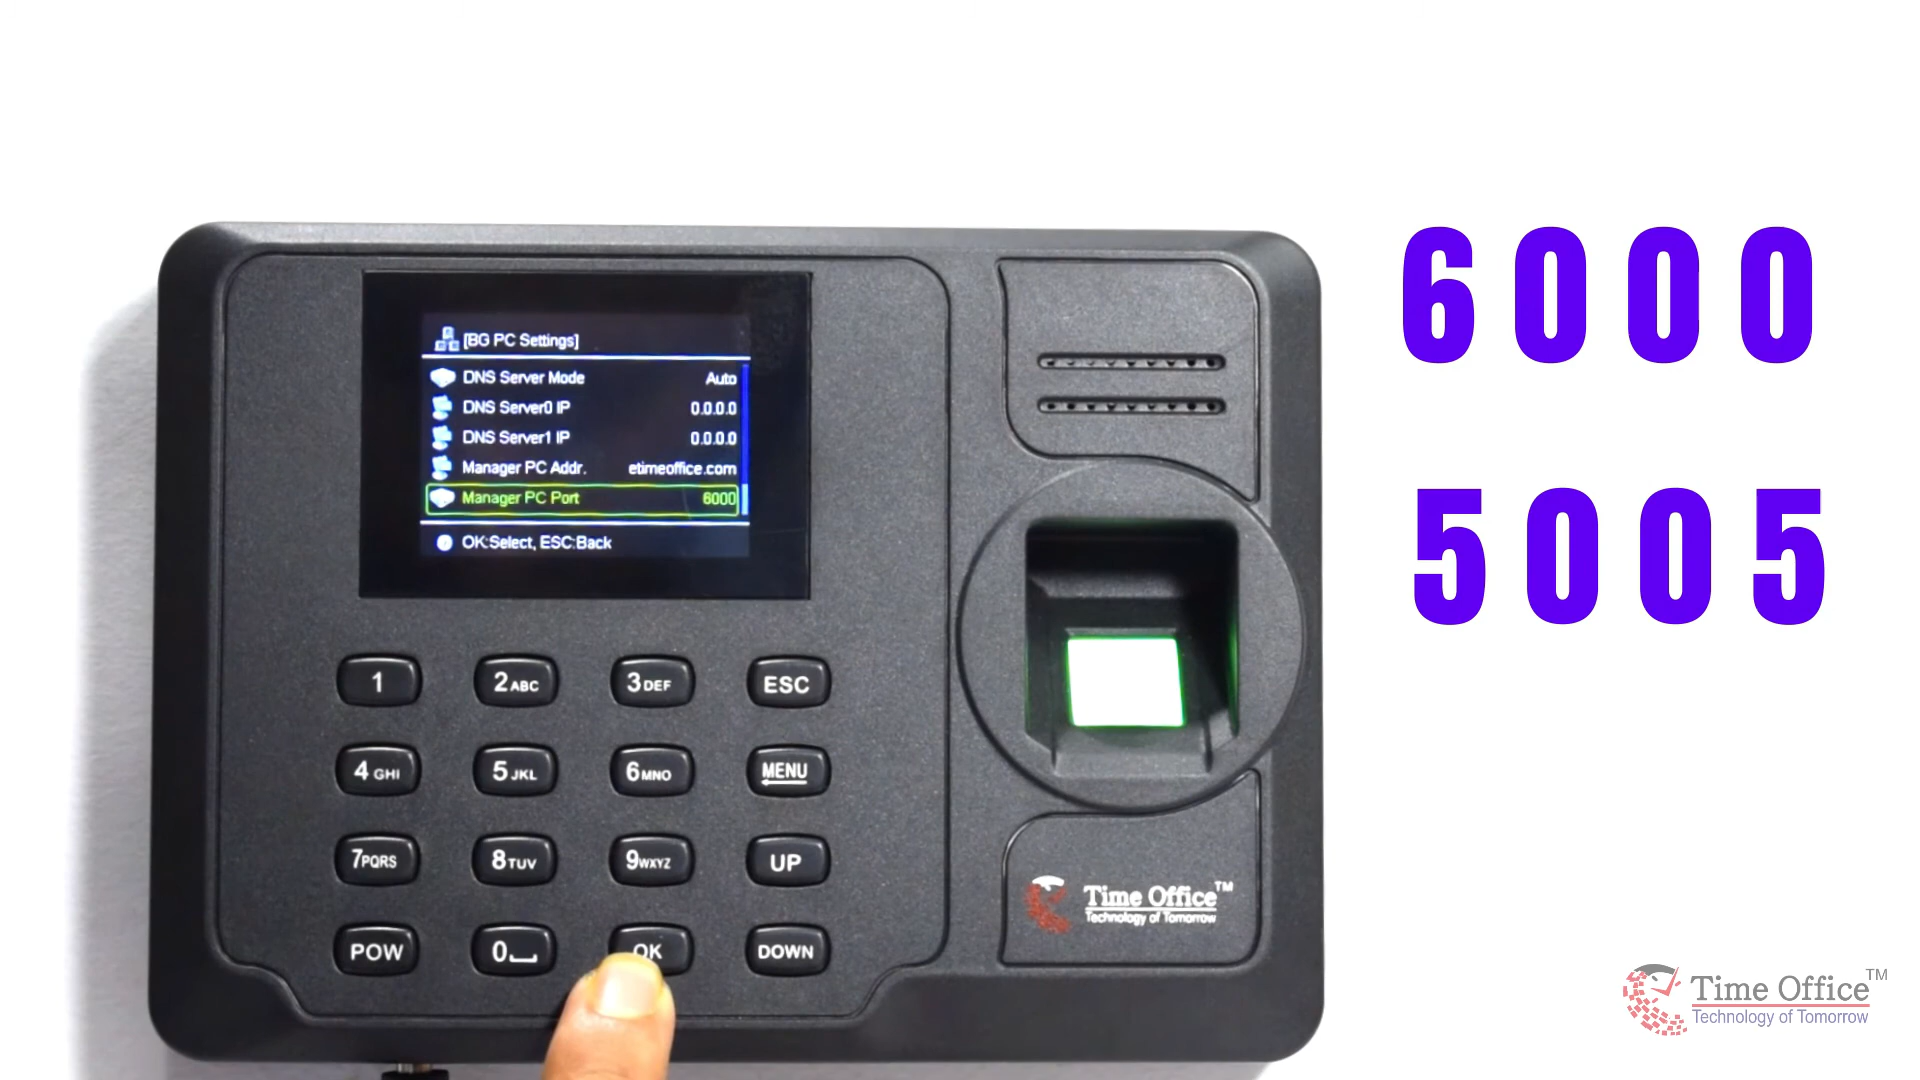 [BG PC Settings]
DNS Server Mode Auto
DNS Server0 IP 0.0.0.0
DNS Server1 IP 0.0.0.0
Manager PC Addr. etimeoffice.com
Manager PC Port 6000
OK:Select, ESC:Back
1 2ABC 3DEF ESC
4GHI 5JKL 6MNO MENU
7PQRS 8TUV 9WXYZ UP
POW 0 OK DOWN
Time Office™
Technology of Tomorrow
6000
5005
Time Office™
Technology of Tomorrow